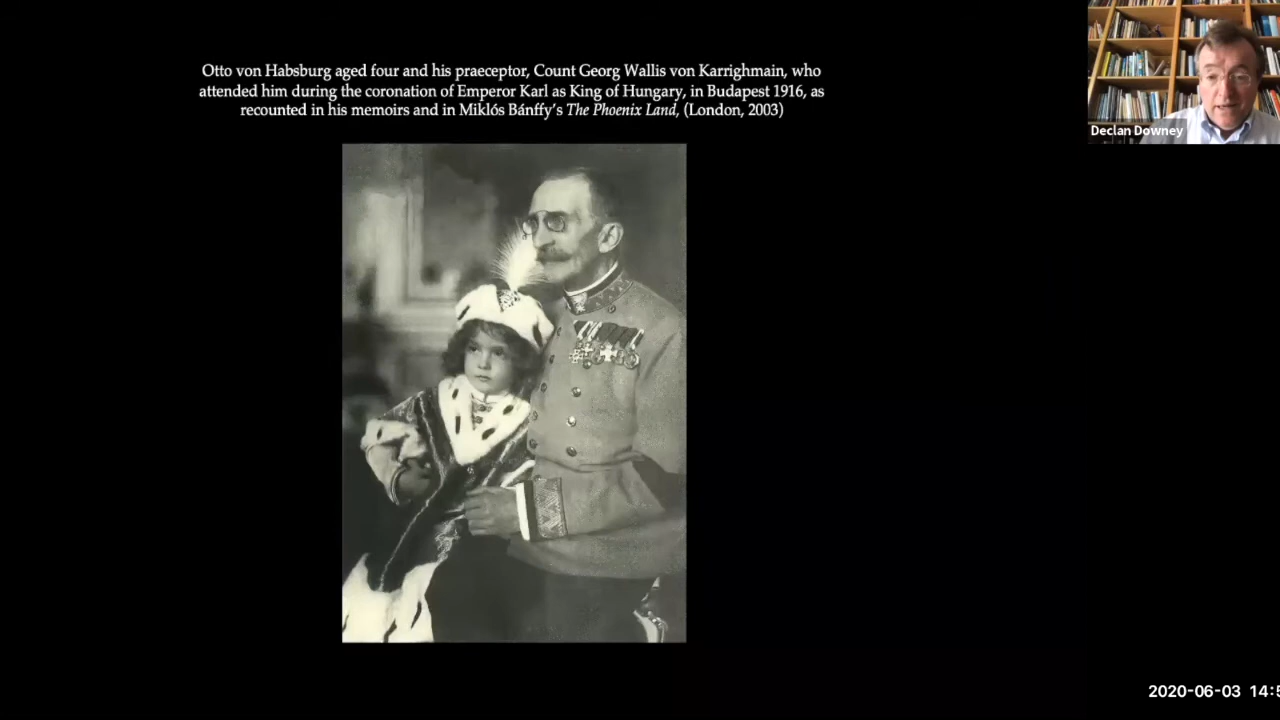 Otto von Habsburg aged four and his praeceptor, Count Georg Wallis von Karrighmain, who
attended him during the coronation of Emperor Karl as King of Hungary, in Budapest 1916, as
recounted in his memoirs and in Miklós Bánffy's The Phoenix Land, (London, 2003)
Declan Downey
2020-06-03 14:5